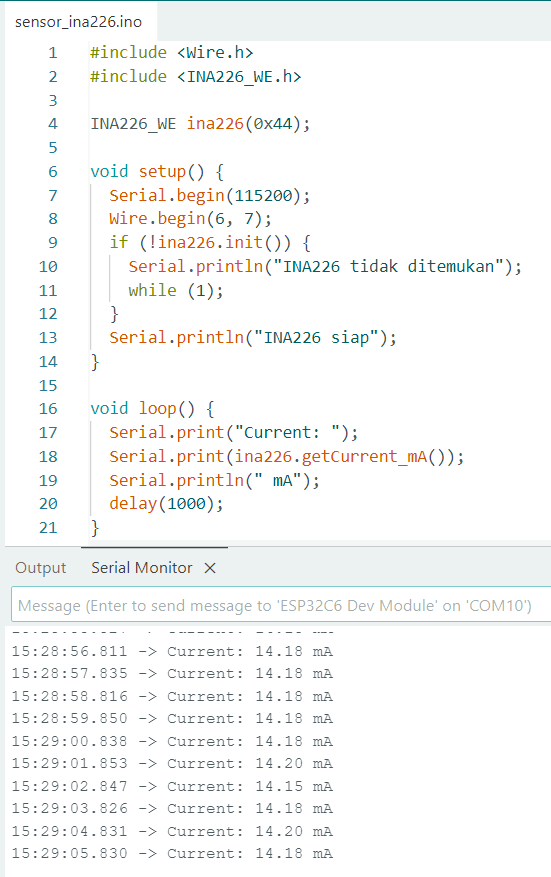 sensor_ina226.ino
1 #include <Wire.h>
2 #include <INA226_WE.h>
3
4 INA226_WE ina226(0x44);
5
6 void setup() {
7 Serial.begin(115200);
8 Wire.begin(6, 7);
9 if (!ina226.init()) {
10 Serial.println("INA226 tidak ditemukan");
11 while (1);
12 }
13 Serial.println("INA226 siap");
14 }
15
16 void loop() {
17 Serial.print("Current: ");
18 Serial.print(ina226.getCurrent_mA());
19 Serial.println(" mA");
20 delay(1000);
21 }
Output Serial Monitor ×
Message (Enter to send message to 'ESP32C6 Dev Module' on 'COM10')
15:28:56.811 -> Current: 14.18 mA
15:28:57.835 -> Current: 14.18 mA
15:28:58.816 -> Current: 14.18 mA
15:28:59.850 -> Current: 14.18 mA
15:29:00.838 -> Current: 14.18 mA
15:29:01.853 -> Current: 14.20 mA
15:29:02.847 -> Current: 14.15 mA
15:29:03.826 -> Current: 14.18 mA
15:29:04.831 -> Current: 14.20 mA
15:29:05.830 -> Current: 14.18 mA